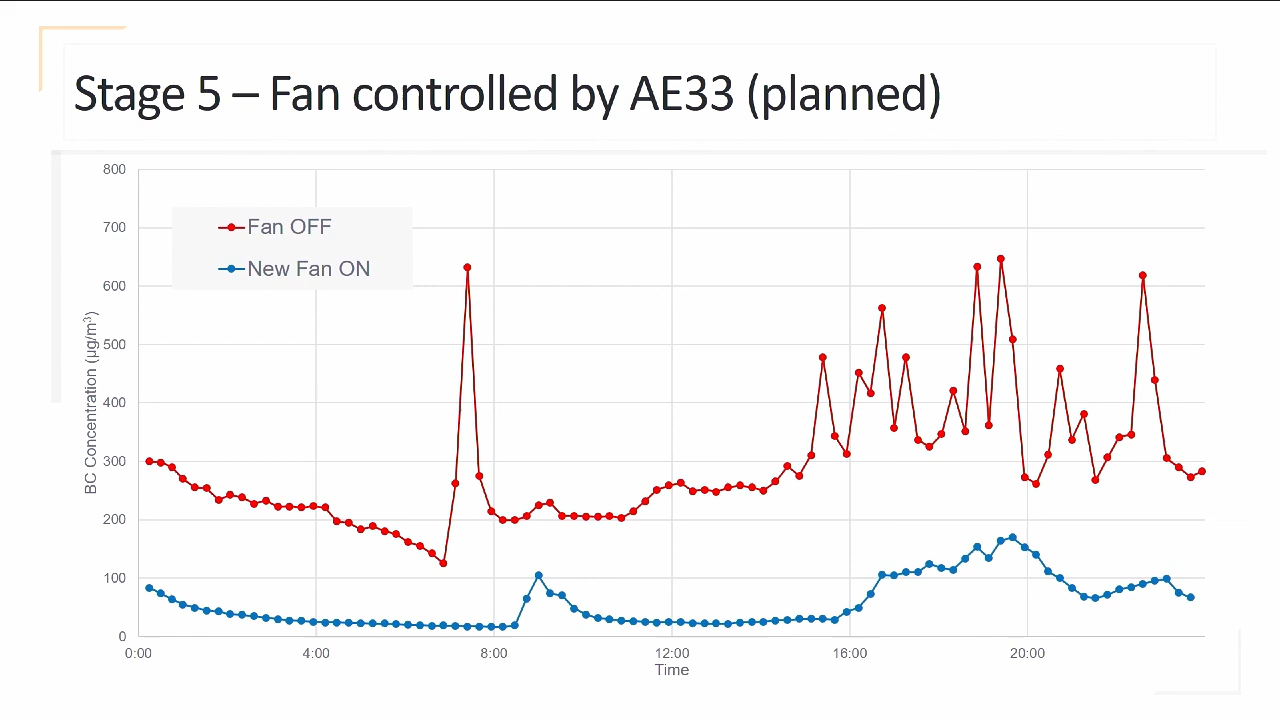 Stage 5 – Fan controlled by AE33 (planned)
800
700
600
500
400
300
200
100
0
BC Concentration (µg/m³)
Fan OFF
New Fan ON
0:00 4:00 8:00 12:00 16:00 20:00
Time